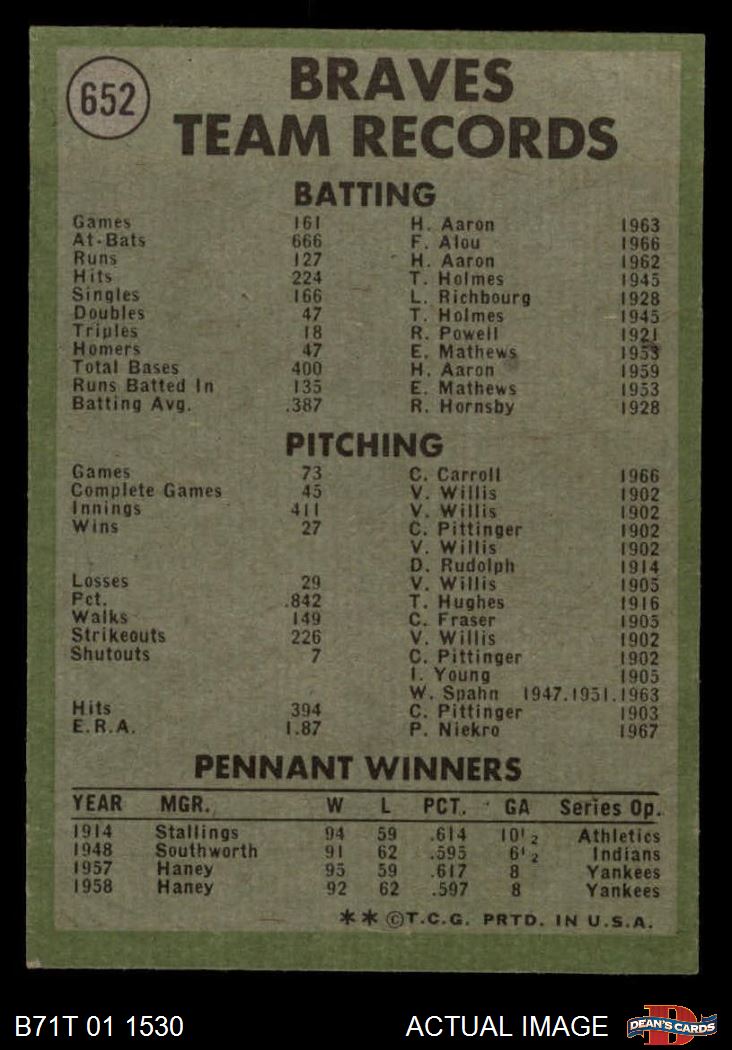 652
BRAVES
TEAM RECORDS
BATTING
Games 161 H. Aaron 1963
At-Bats 666 F. Alou 1966
Runs 127 H. Aaron 1962
Hits 224 T. Holmes 1945
Singles 166 L. Richbourg 1928
Doubles 47 T. Holmes 1945
Triples 18 R. Powell 1921
Homers 47 E. Mathews 1953
Total Bases 400 H. Aaron 1959
Runs Batted In 135 E. Mathews 1953
Batting Avg. .387 R. Hornsby 1928
PITCHING
Games 73 C. Carroll 1966
Complete Games 45 V. Willis 1902
Innings 411 V. Willis 1902
Wins 27 C. Pittinger 1902
V. Willis 1902
D. Rudolph 1914
Losses 29 V. Willis 1905
Pct. .842 T. Hughes 1916
Walks 149 C. Fraser 1905
Strikeouts 226 V. Willis 1902
Shutouts 7 C. Pittinger 1902
I. Young 1905
W. Spahn 1947.1951.1963
Hits 394 C. Pittinger 1903
E.R.A. 1.87 P. Niekro 1967
PENNANT WINNERS
YEAR MGR. W L PCT. GA Series Op.
1914 Stallings 94 59 .614 10½ Athletics
1948 Southworth 91 62 .595 6½ Indians
1957 Haney 95 59 .617 8 Yankees
1958 Haney 92 62 .597 8 Yankees
**©T.C.G. PRTD. IN U.S.A.
B71T 01 1530 ACTUAL IMAGE DEAN'S CARDS